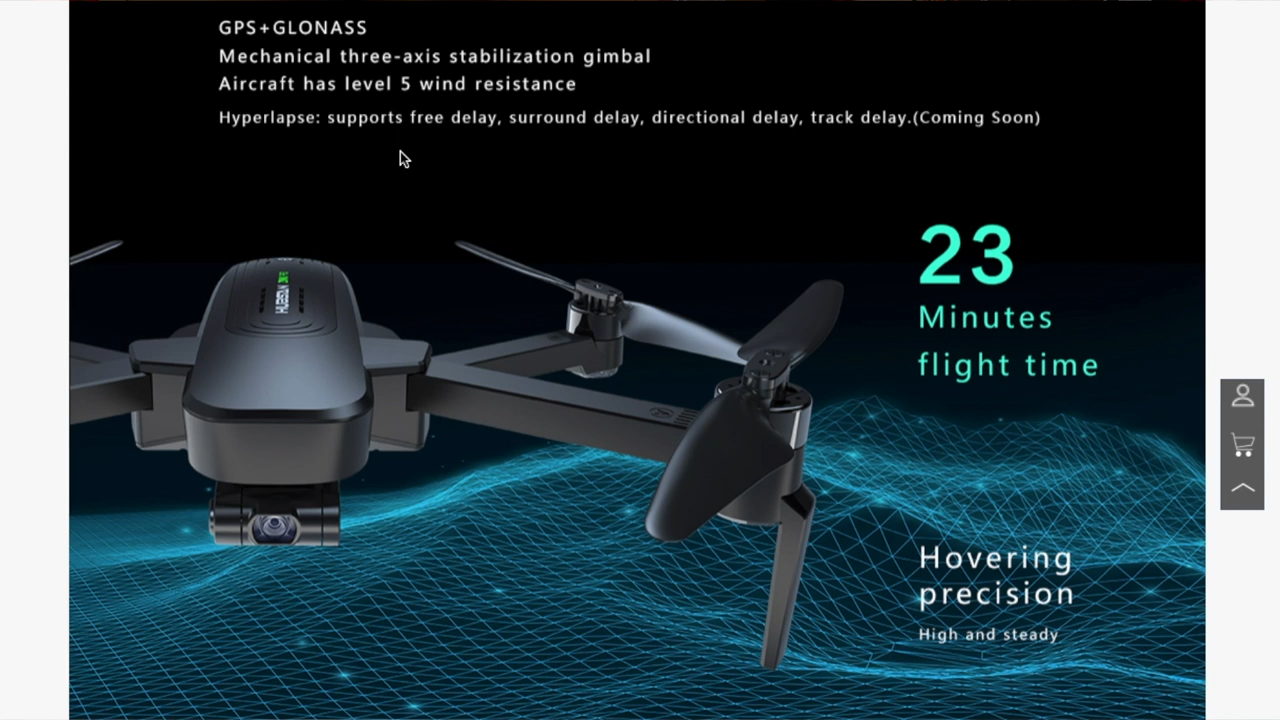 GPS+GLONASS
Mechanical three-axis stabilization gimbal
Aircraft has level 5 wind resistance
Hyperlapse: supports free delay, surround delay, directional delay, track delay.(Coming Soon)
23
Minutes
flight time
HUBSAN
Hovering
precision
High and steady